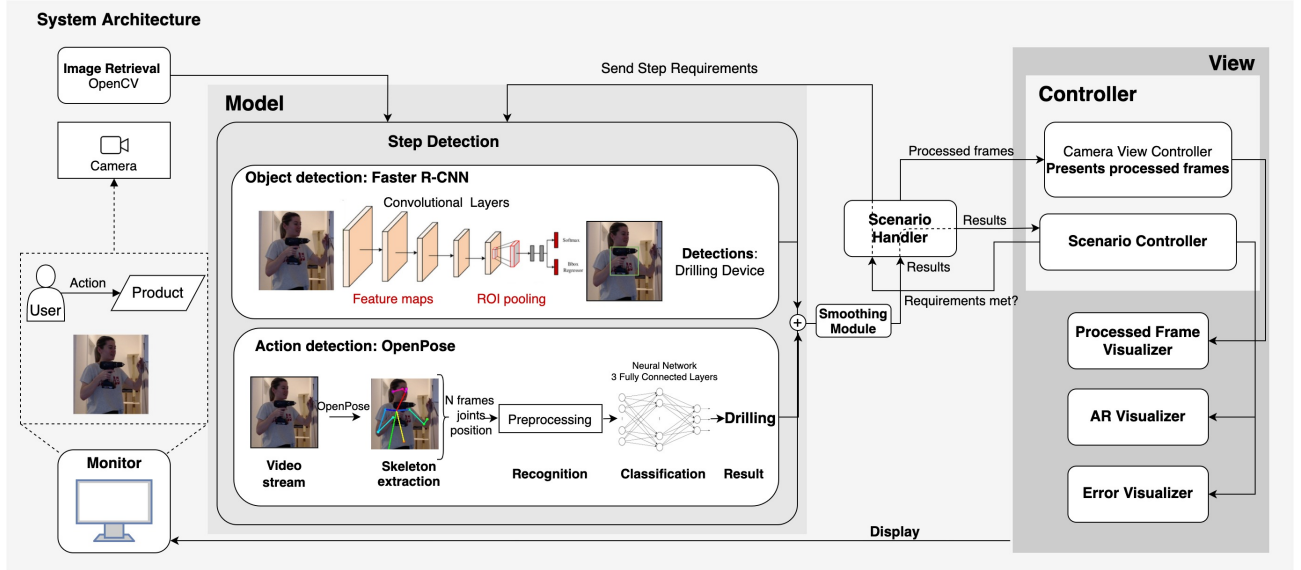 System Architecture
Image Retrieval
OpenCV
Camera
Action
User
Product
Monitor
Model
Step Detection
Object detection: Faster R-CNN
Convolutional Layers
Softmax
Bbox
Regressor
Feature maps
ROI pooling
Detections:
Drilling Device
Action detection: OpenPose
OpenPose
N frames
joints
position
Preprocessing
Neural Network
3 Fully Connected Layers
Drilling
Video
stream
Skeleton
extraction
Recognition
Classification
Result
Send Step Requirements
+
Smoothing
Module
Processed frames
Scenario
Handler
Results
Results
Requirements met?
View
Controller
Camera View Controller
Presents processed frames
Scenario Controller
Processed Frame
Visualizer
AR Visualizer
Error Visualizer
Display